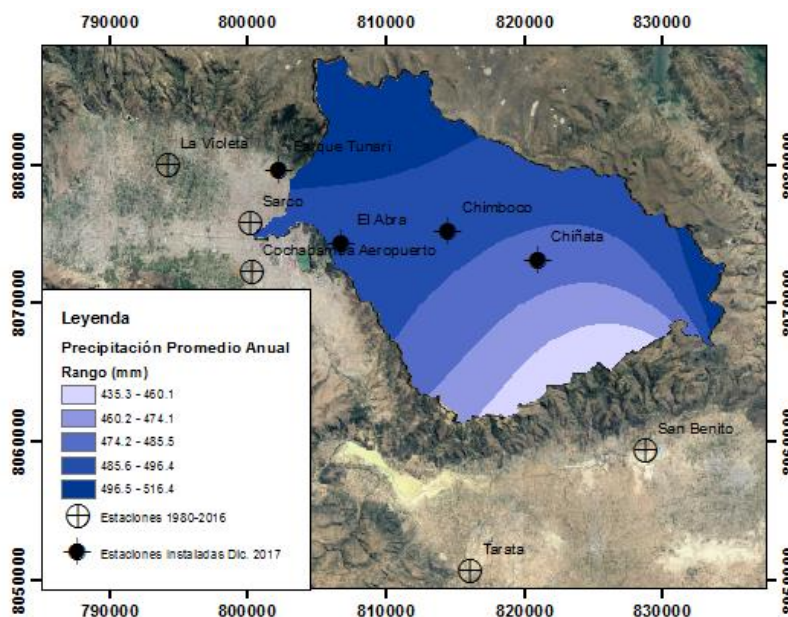 790000 800000 810000 820000 830000
8080000 8080000
La Violeta
Parque Tunari
Sarco
El Abra
Chimboco
Cochabamba Aeropuerto
Chiñata
8070000 8070000
Leyenda
Precipitación Promedio Anual
Rango (mm)
435.3 - 460.1
460.2 - 474.1
474.2 - 485.5
485.6 - 496.4
496.5 - 516.4
Estaciones 1980-2016
Estaciones Instaladas Dic. 2017
San Benito
8060000 8060000
Tarata
8050000 8050000
790000 800000 810000 820000 830000